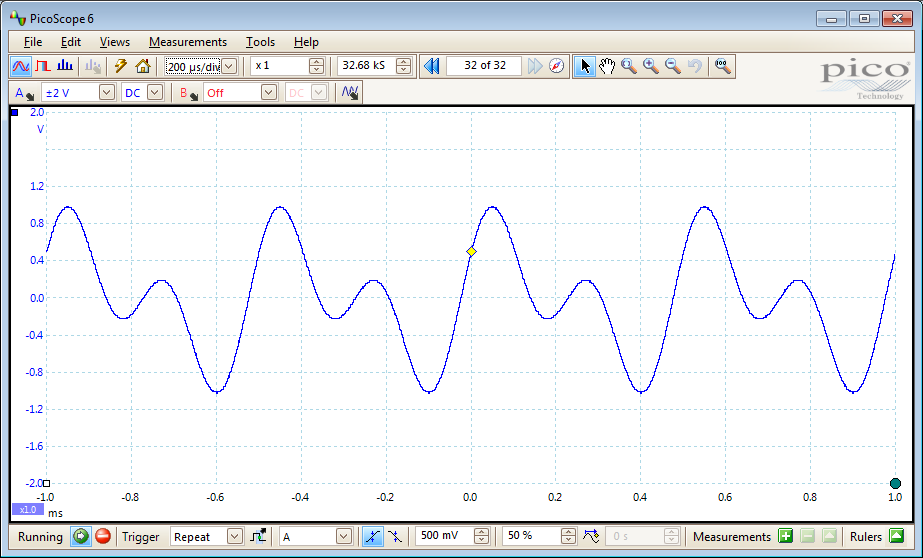 PicoScope 6
File Edit Views Measurements Tools Help
200 µs/div x 1 32.68 kS 32 of 32
pico
Technology
A ±2 V DC B Off DC
2.0
V
1.2
0.8
0.4
0.0
-0.4
-0.8
-1.2
-1.6
-2.0
-1.0 -0.8 -0.6 -0.4 -0.2 0.0 0.2 0.4 0.6 0.8 1.0
x1.0 ms
Running Trigger Repeat A 500 mV 50 % 0 s Measurements Rulers